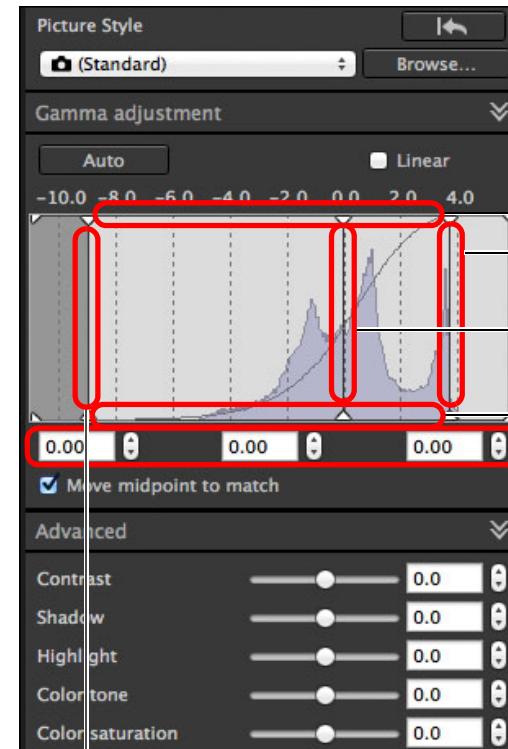 Picture Style
(Standard) Browse...
Gamma adjustment
Auto Linear
-10.0 -8.0 -6.0 -4.0 -2.0 0.0 2.0 4.0
0.00 0.00 0.00
Move midpoint to match
Advanced
Contrast 0.0
Shadow 0.0
Highlight 0.0
Color tone 0.0
Color saturation 0.0